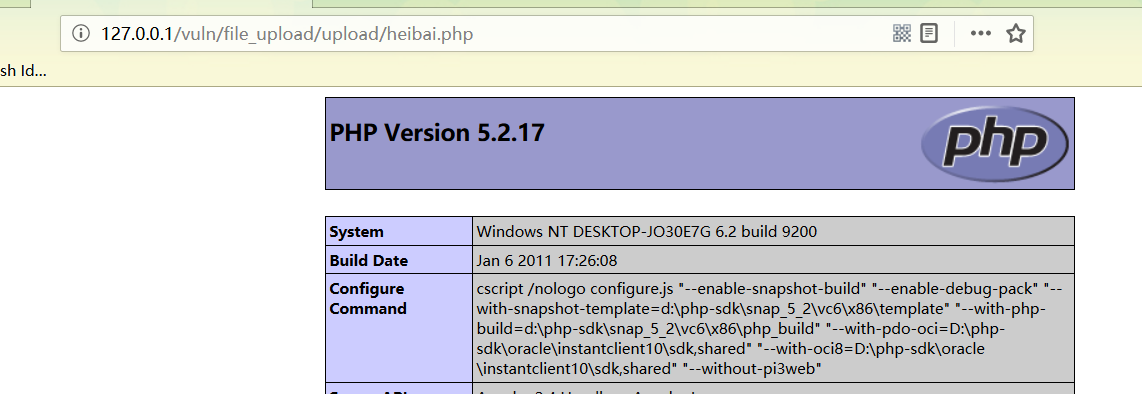 127.0.0.1/vuln/file_upload/upload/heibai.php
sh Id...
PHP Version 5.2.17
php
System
Windows NT DESKTOP-JO30E7G 6.2 build 9200
Build Date
Jan 6 2011 17:26:08
Configure
Command
cscript /nologo configure.js "--enable-snapshot-build" "--enable-debug-pack" "--
with-snapshot-template=d:\php-sdk\snap_5_2\vc6\x86\template" "--with-php-
build=d:\php-sdk\snap_5_2\vc6\x86\php_build" "--with-pdo-oci=D:\php-
sdk\oracle\instantclient10\sdk,shared" "--with-oci8=D:\php-sdk\oracle
\instantclient10\sdk,shared" "--without-pi3web"